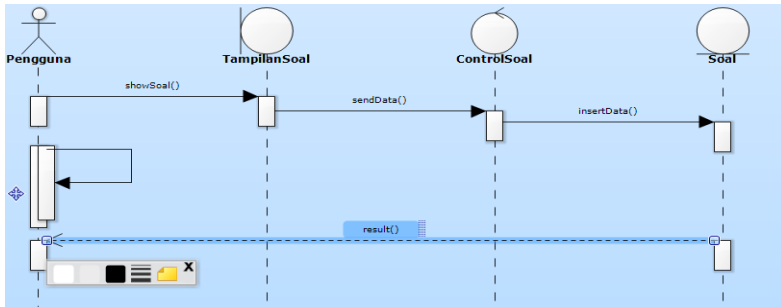 Pengguna
TampilanSoal
ControlSoal
Soal
showSoal()
sendData()
insertData()
result()
X